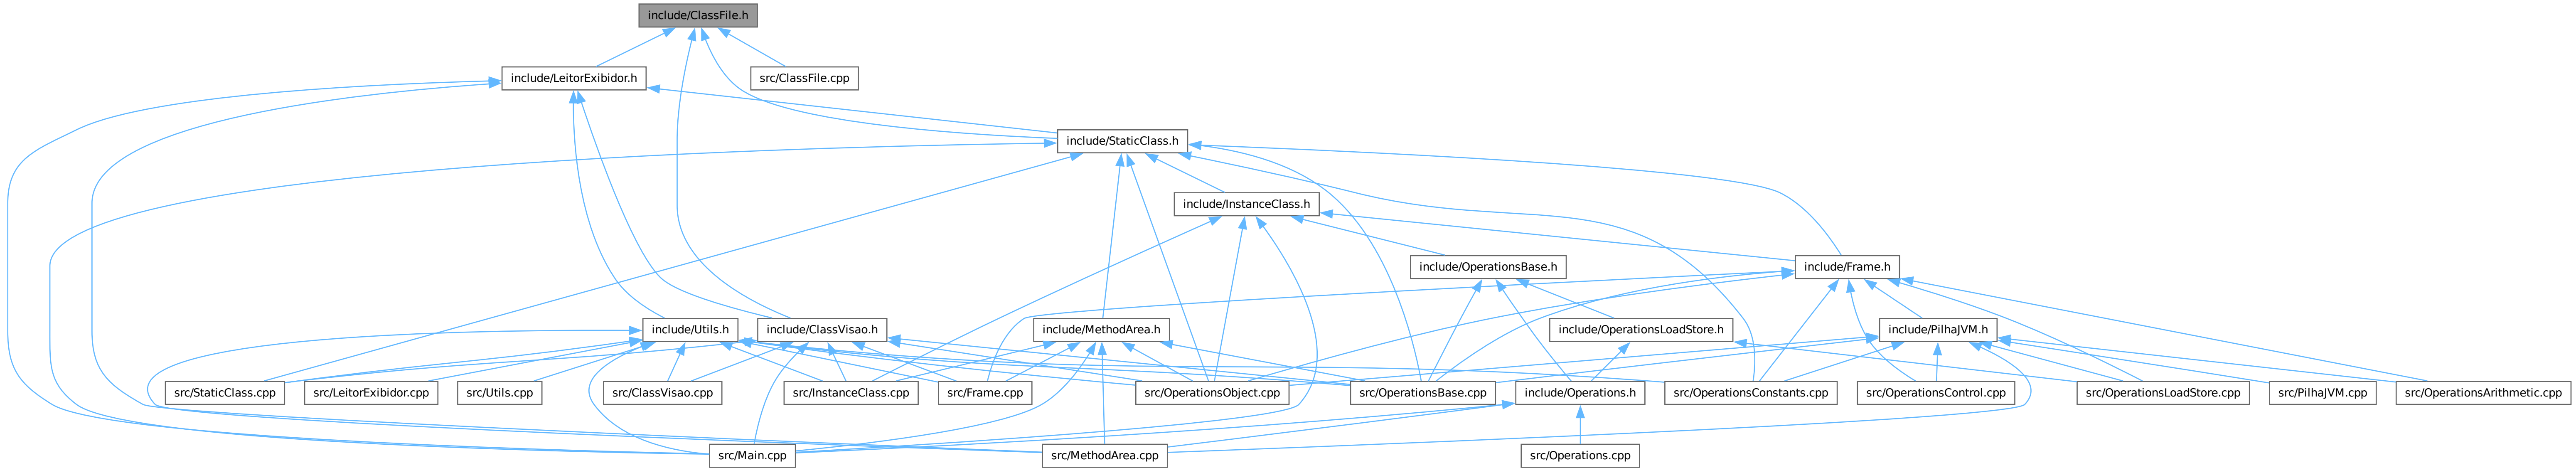 include/ClassFile.h
include/LeitorExibidor.h
src/ClassFile.cpp
include/StaticClass.h
include/InstanceClass.h
include/OperationsBase.h
include/Frame.h
include/Utils.h
include/ClassVisao.h
include/MethodArea.h
include/OperationsLoadStore.h
include/PilhaJVM.h
src/StaticClass.cpp
src/LeitorExibidor.cpp
src/Utils.cpp
src/ClassVisao.cpp
src/InstanceClass.cpp
src/Frame.cpp
src/OperationsObject.cpp
src/OperationsBase.cpp
include/Operations.h
src/OperationsConstants.cpp
src/OperationsControl.cpp
src/OperationsLoadStore.cpp
src/PilhaJVM.cpp
src/OperationsArithmetic.cpp
src/Main.cpp
src/MethodArea.cpp
src/Operations.cpp